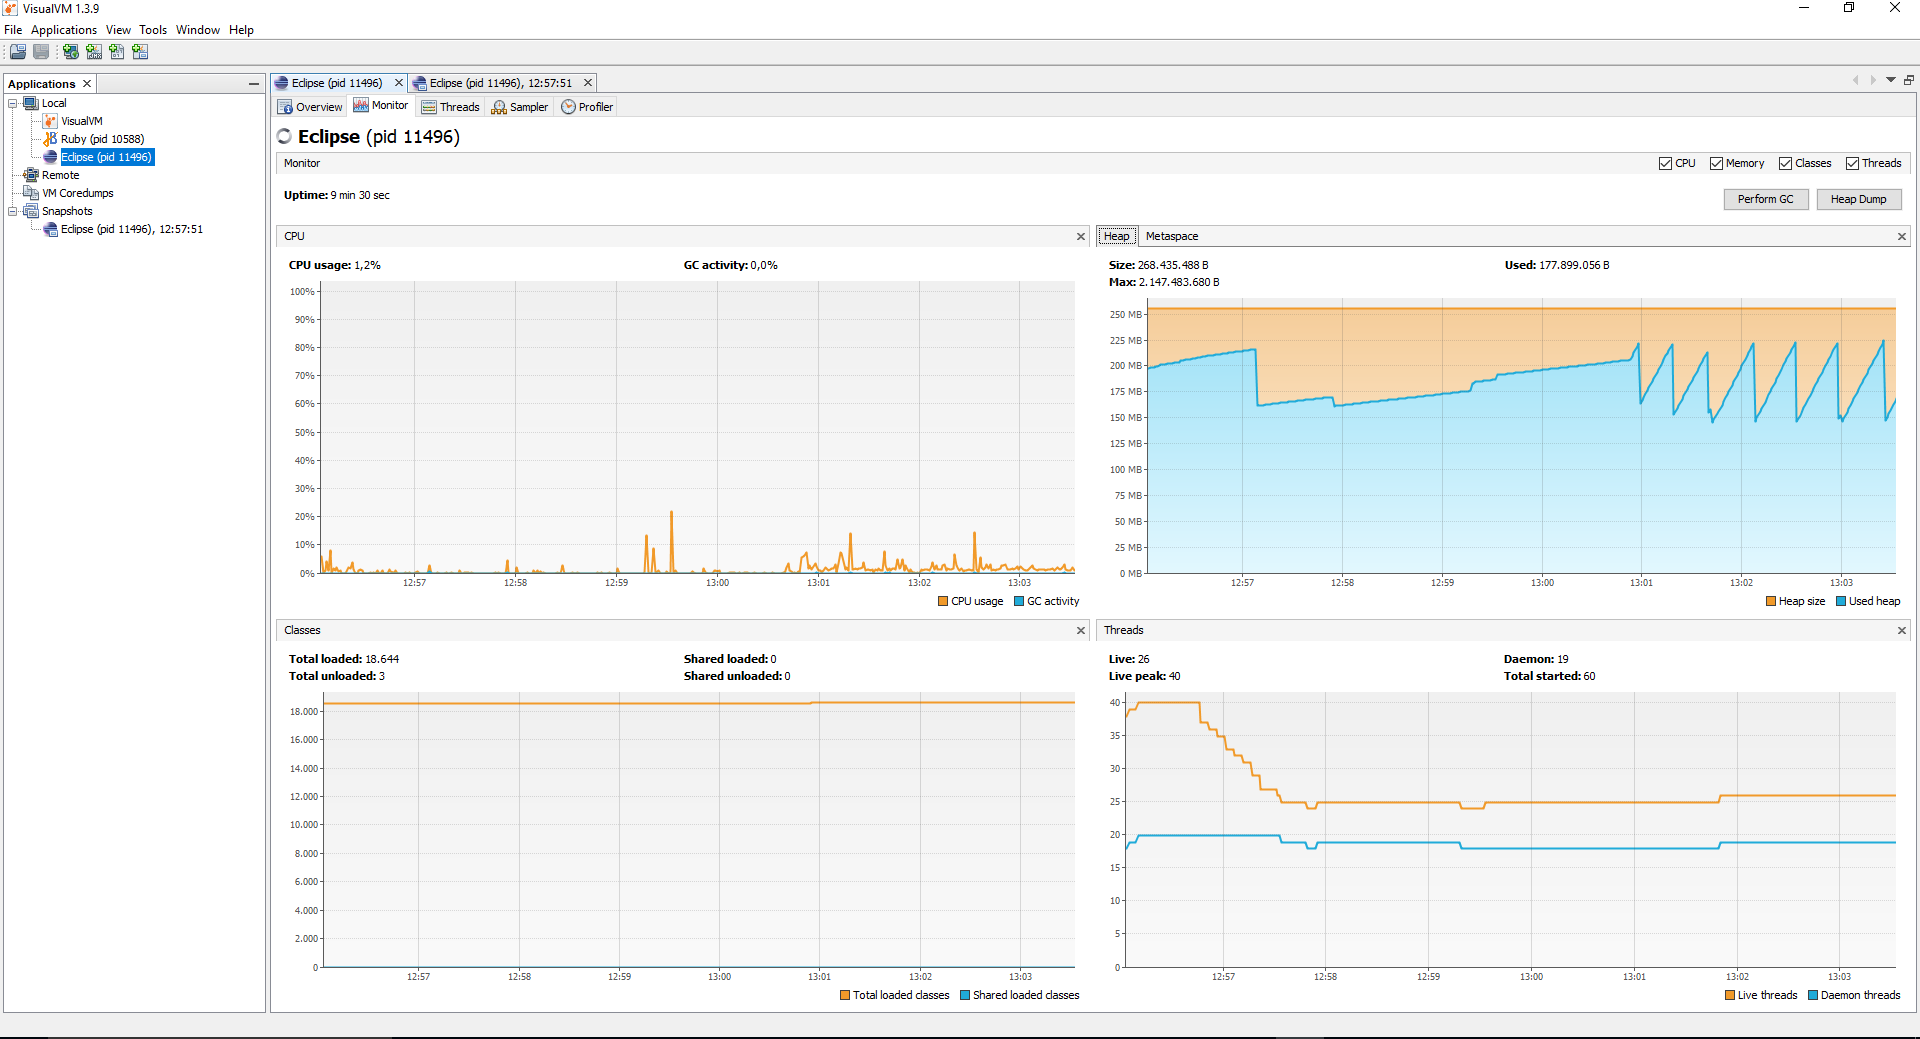 VisualVM 1.3.9
File Applications View Tools Window Help
Applications
Local
VisualVM
Ruby (pid 10588)
Eclipse (pid 11496)
Remote
VM Coredumps
Snapshots
Eclipse (pid 11496), 12:57:51
Eclipse (pid 11496) Eclipse (pid 11496), 12:57:51
Overview Monitor Threads Sampler Profiler
Eclipse (pid 11496)
Monitor CPU Memory Classes Threads
Uptime: 9 min 30 sec
Perform GC Heap Dump
CPU
CPU usage: 1,2% GC activity: 0,0%
100%
90%
80%
70%
60%
50%
40%
30%
20%
10%
0%
12:57 12:58 12:59 13:00 13:01 13:02 13:03
CPU usage GC activity
Heap Metaspace
Size: 268.435.488 B Used: 177.899.056 B
Max: 2.147.483.680 B
250 MB
225 MB
200 MB
175 MB
150 MB
125 MB
100 MB
75 MB
50 MB
25 MB
0 MB
12:57 12:58 12:59 13:00 13:01 13:02 13:03
Heap size Used heap
Classes
Total loaded: 18.644 Shared loaded: 0
Total unloaded: 3 Shared unloaded: 0
18.000
16.000
14.000
12.000
10.000
8.000
6.000
4.000
2.000
0
12:57 12:58 12:59 13:00 13:01 13:02 13:03
Total loaded classes Shared loaded classes
Threads
Live: 26 Daemon: 19
Live peak: 40 Total started: 60
40
35
30
25
20
15
10
5
0
12:57 12:58 12:59 13:00 13:01 13:02 13:03
Live threads Daemon threads